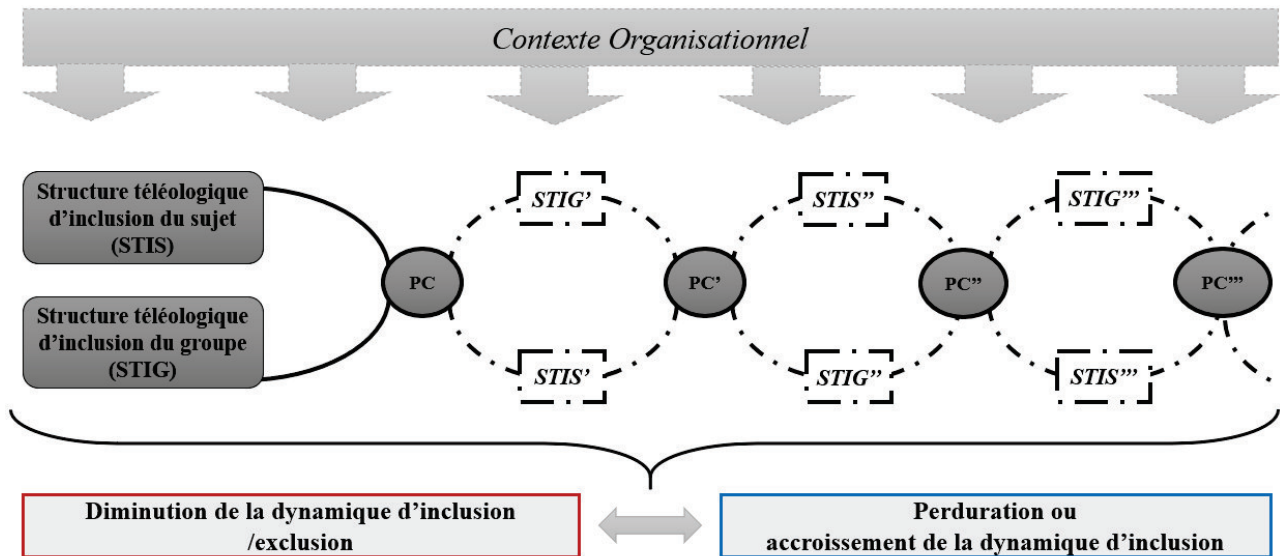 Contexte Organisationnel
Structure téléologique
d’inclusion du sujet
(STIS)
STIG’
STIS’’
STIG’’’
PC
PC’
PC’’
PC’’’
Structure téléologique
d’inclusion du groupe
(STIG)
STIS’
STIG’’
STIS’’’
Diminution de la dynamique d’inclusion
/exclusion
Perduration ou
accroissement de la dynamique d’inclusion